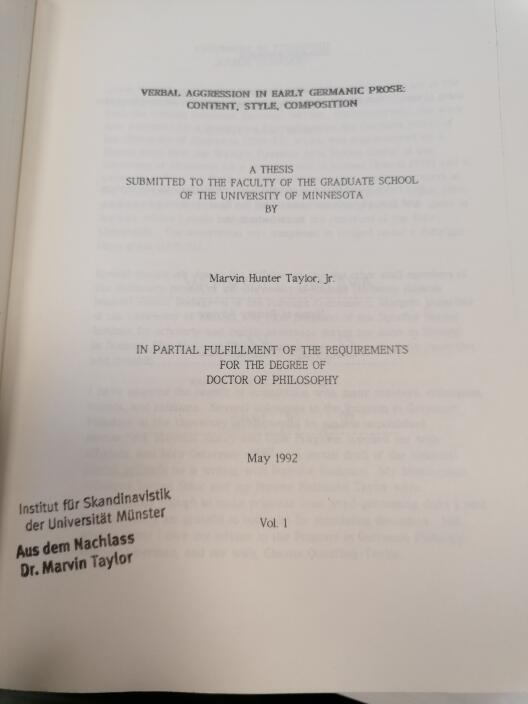 VERBAL AGGRESSION IN EARLY GERMANIC PROSE:
CONTENT, STYLE, COMPOSITION
A THESIS
SUBMITTED TO THE FACULTY OF THE GRADUATE SCHOOL
OF THE UNIVERSITY OF MINNESOTA
BY
Marvin Hunter Taylor, Jr.
IN PARTIAL FULFILLMENT OF THE REQUIREMENTS
FOR THE DEGREE OF
DOCTOR OF PHILOSOPHY
May 1992
Vol. 1
Institut für Skandinavistik
der Universität Münster
Aus dem Nachlass
Dr. Marvin Taylor